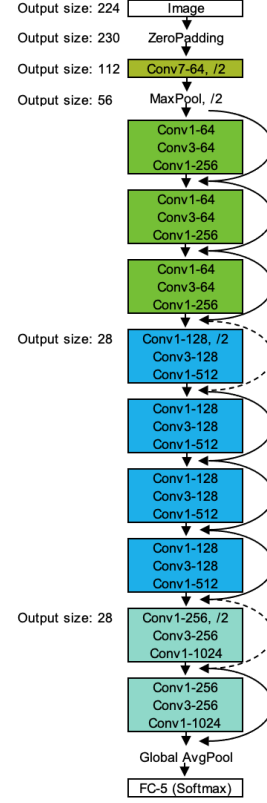 Output size: 224 Image
Output size: 230 ZeroPadding
Output size: 112 Conv7-64, /2
Output size: 56 MaxPool, /2
Conv1-64
Conv3-64
Conv1-256
Conv1-64
Conv3-64
Conv1-256
Conv1-64
Conv3-64
Conv1-256
Output size: 28 Conv1-128, /2
Conv3-128
Conv1-512
Conv1-128
Conv3-128
Conv1-512
Conv1-128
Conv3-128
Conv1-512
Conv1-128
Conv3-128
Conv1-512
Output size: 28 Conv1-256, /2
Conv3-256
Conv1-1024
Conv1-256
Conv3-256
Conv1-1024
Global AvgPool
FC-5 (Softmax)